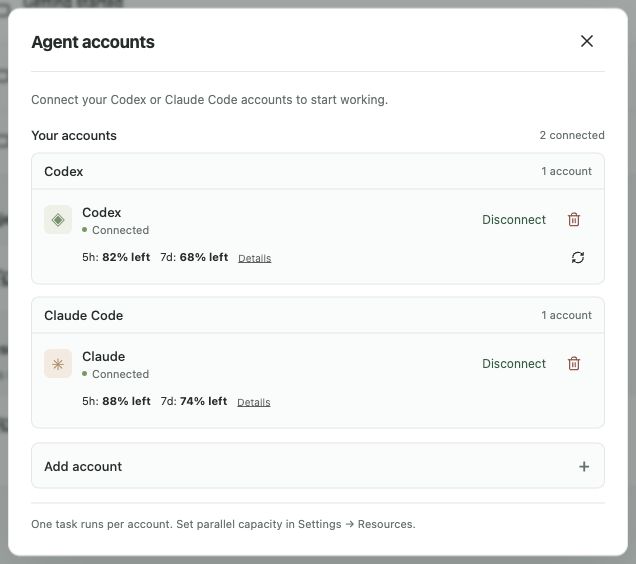 Agent accounts
Connect your Codex or Claude Code accounts to start working.
Your accounts 2 connected
Codex 1 account
Codex
Connected
Disconnect
5h: 82% left 7d: 68% left Details
Claude Code 1 account
Claude
Connected
Disconnect
5h: 88% left 7d: 74% left Details
Add account
One task runs per account. Set parallel capacity in Settings → Resources.